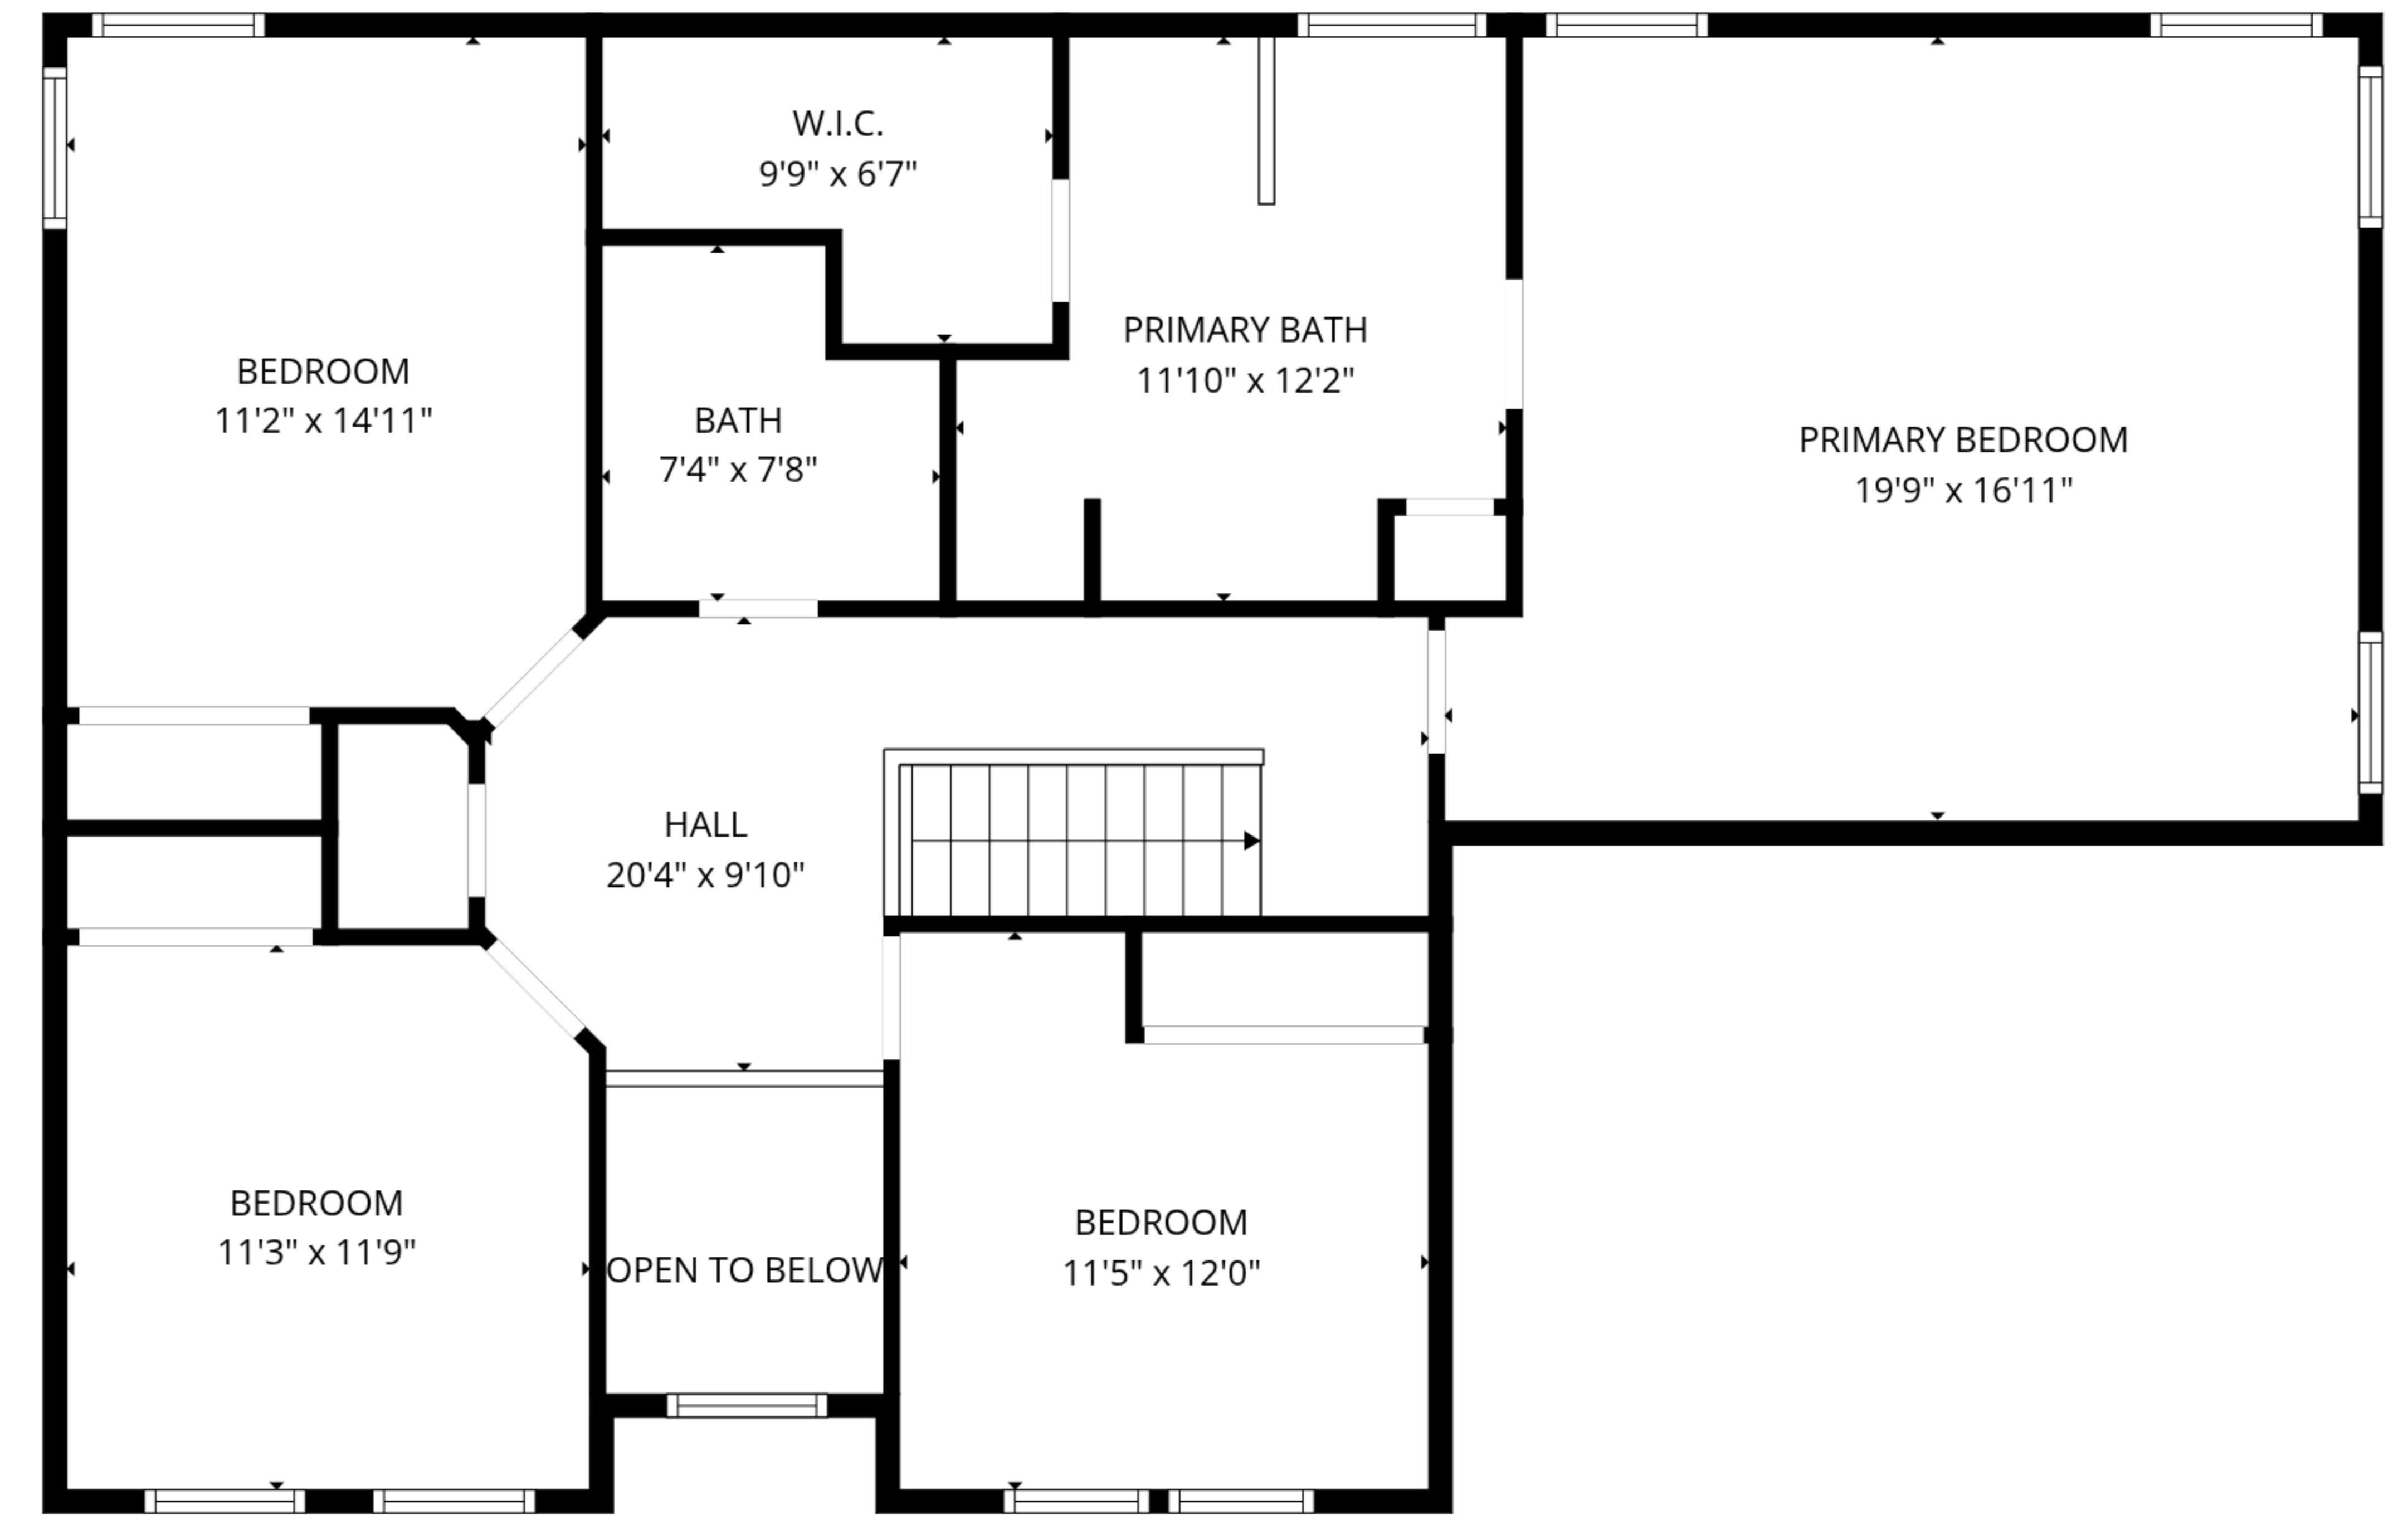 W.I.C.
9'9" x 6'7"
PRIMARY BATH
11'10" x 12'2"
BEDROOM
11'2" x 14'11"
BATH
7'4" x 7'8"
PRIMARY BEDROOM
19'9" x 16'11"
HALL
20'4" x 9'10"
BEDROOM
11'3" x 11'9"
OPEN TO BELOW
BEDROOM
11'5" x 12'0"